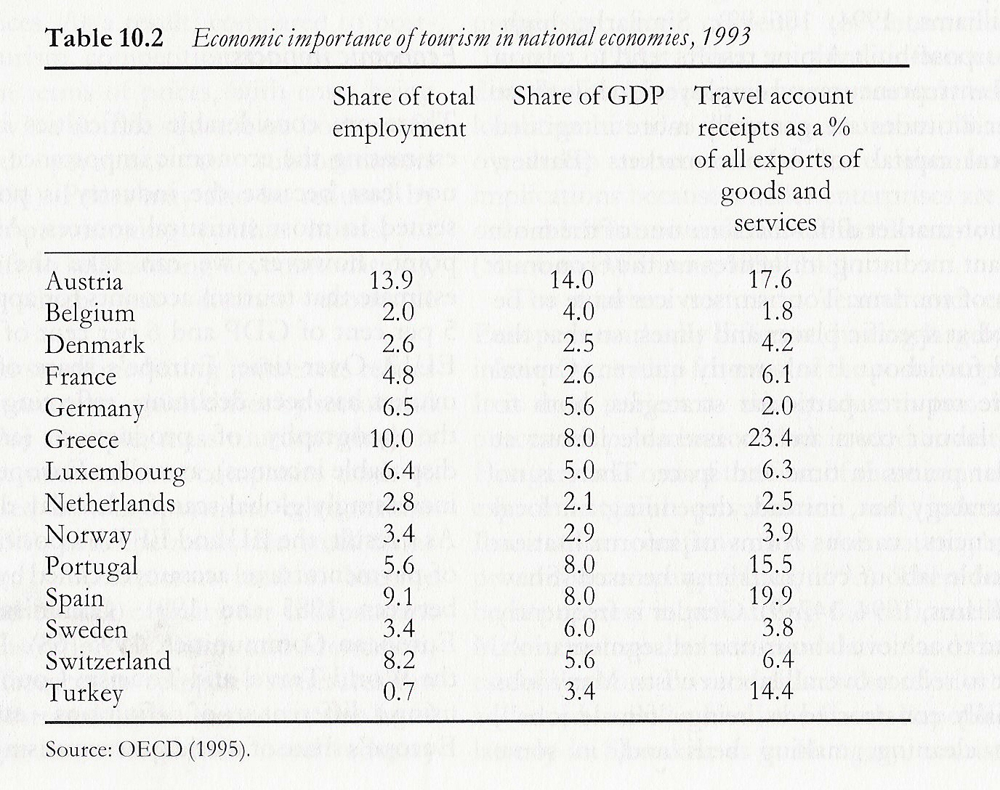 Table 10.2 Economic importance of tourism in national economies, 1993
Share of total Share of GDP Travel account
employment receipts as a %
of all exports of
goods and
services
Austria 13.9 14.0 17.6
Belgium 2.0 4.0 1.8
Denmark 2.6 2.5 4.2
France 4.8 2.6 6.1
Germany 6.5 5.6 2.0
Greece 10.0 8.0 23.4
Luxembourg 6.4 5.0 6.3
Netherlands 2.8 2.1 2.5
Norway 3.4 2.9 3.9
Portugal 5.6 8.0 15.5
Spain 9.1 8.0 19.9
Sweden 3.4 6.0 3.8
Switzerland 8.2 5.6 6.4
Turkey 0.7 3.4 14.4
Source: OECD (1995).